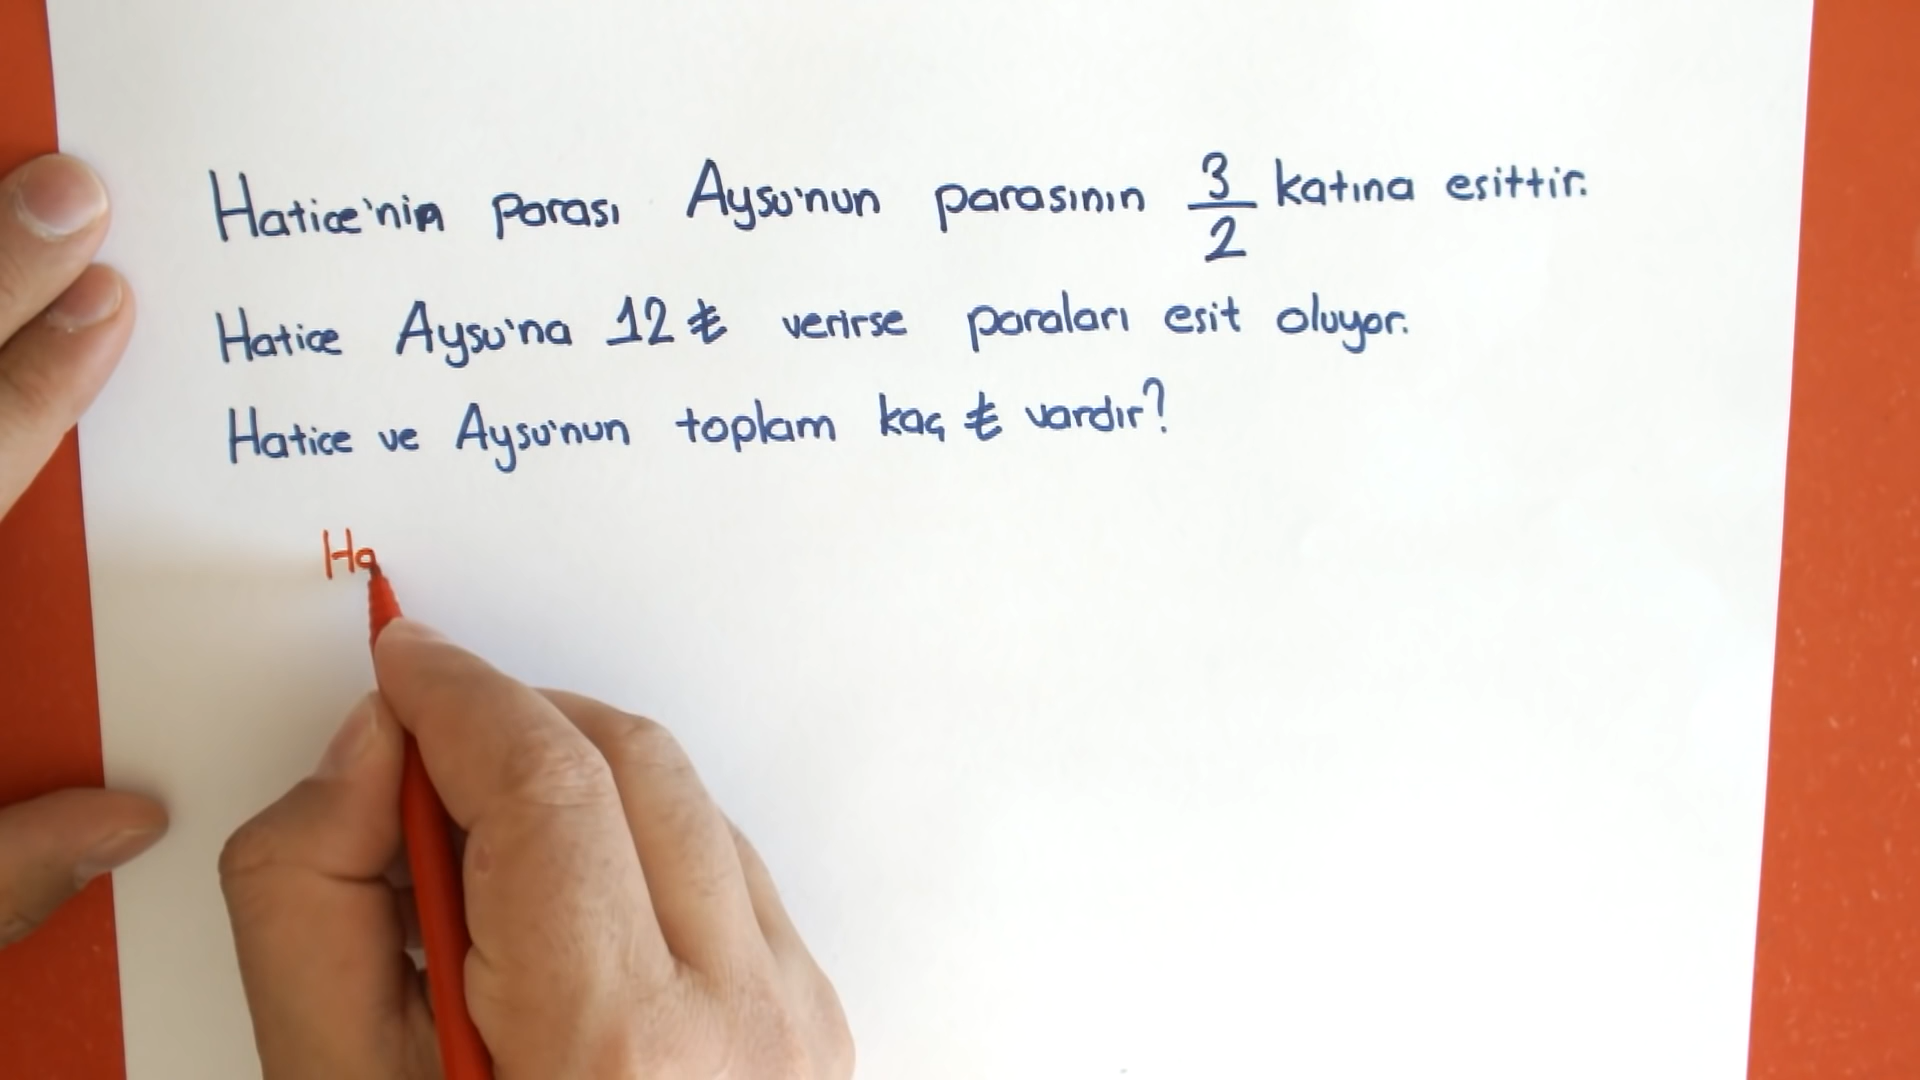 Hatice'nin parası Aysu'nun parasının 3/2 katına esittir.
Hatice Aysu'na 12 ₺ verirse paraları esit oluyor.
Hatice ve Aysu'nun toplam kaç ₺ vardır?
Ha